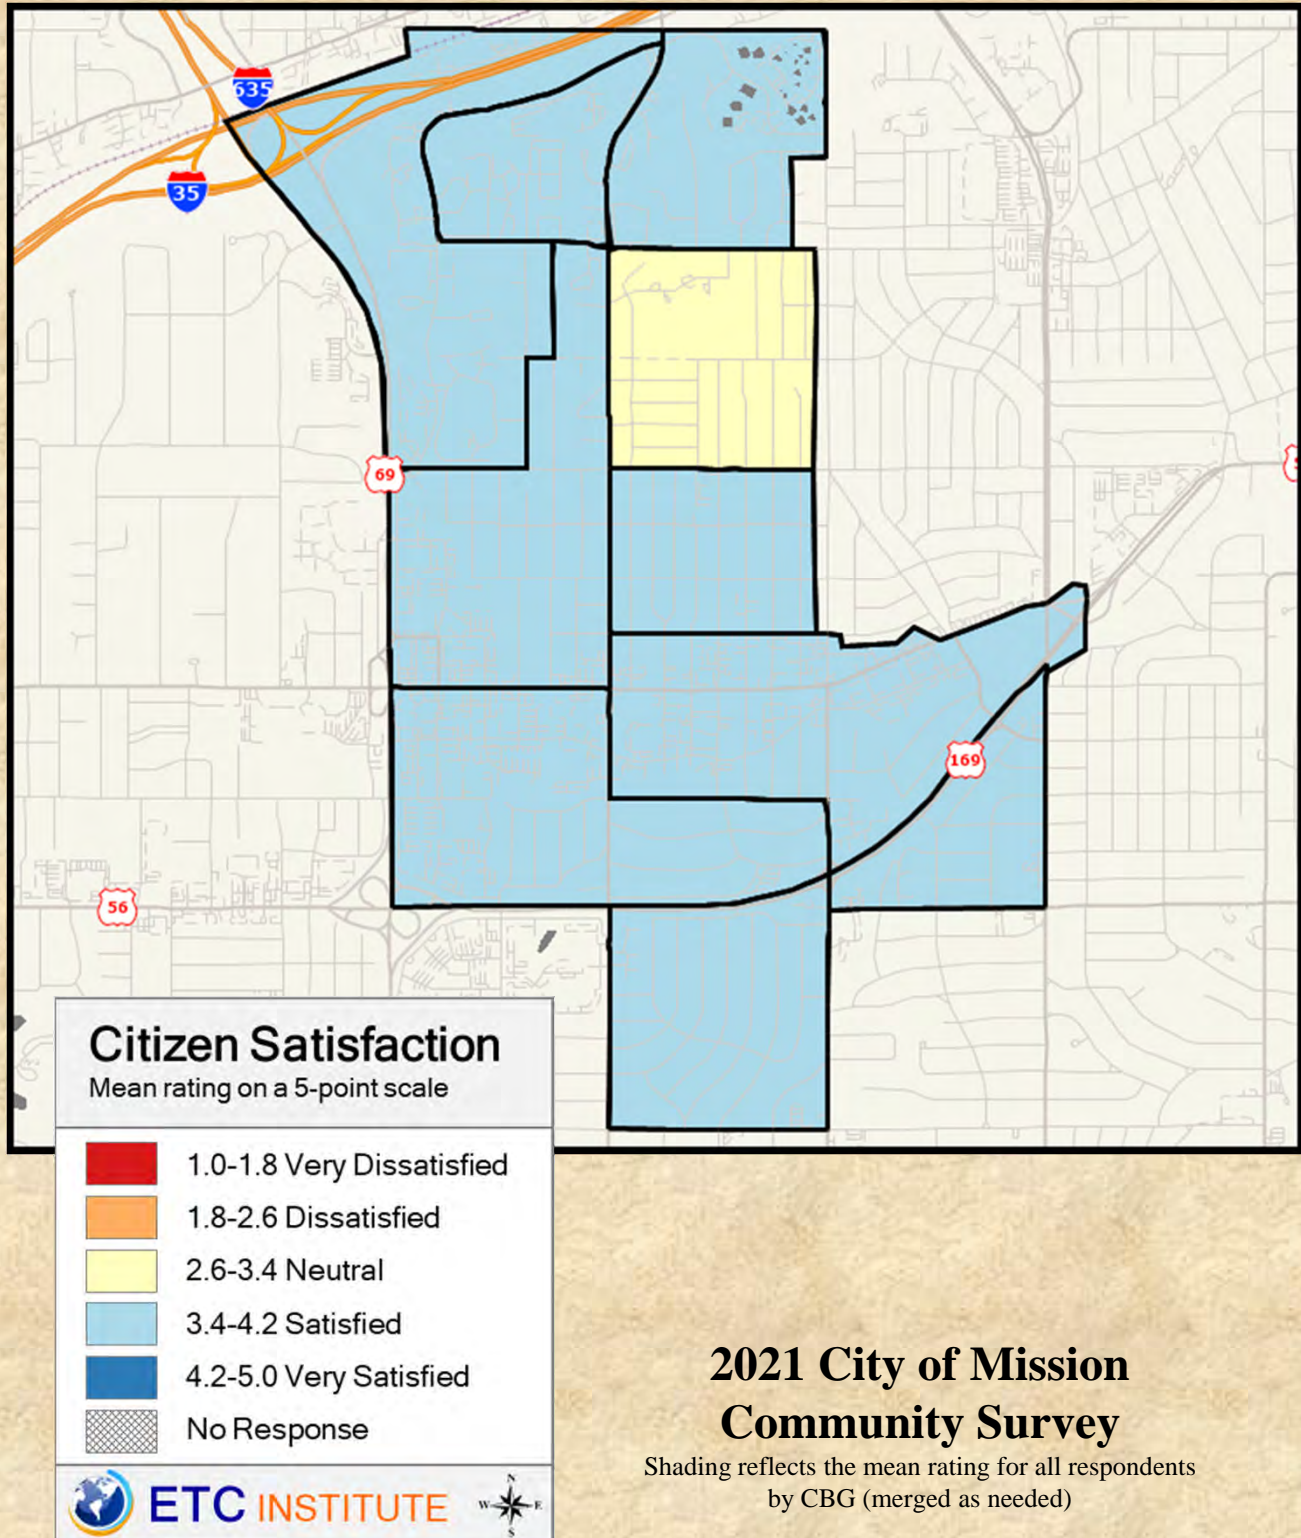 635
35
69
169
56
Citizen Satisfaction
Mean rating on a 5-point scale
1.0-1.8 Very Dissatisfied
1.8-2.6 Dissatisfied
2.6-3.4 Neutral
3.4-4.2 Satisfied
4.2-5.0 Very Satisfied
No Response
ETC INSTITUTE
N
W E
S
2021 City of Mission
Community Survey
Shading reflects the mean rating for all respondents
by CBG (merged as needed)